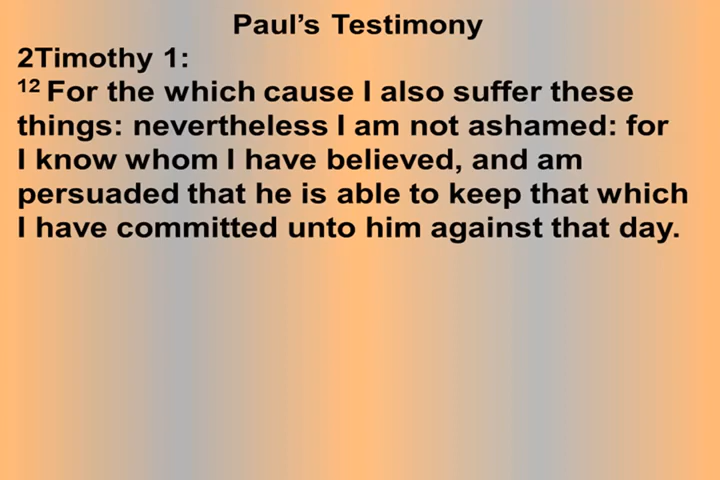 Paul’s Testimony
2Timothy 1:
12 For the which cause I also suffer these
things: nevertheless I am not ashamed: for
I know whom I have believed, and am
persuaded that he is able to keep that which
I have committed unto him against that day.